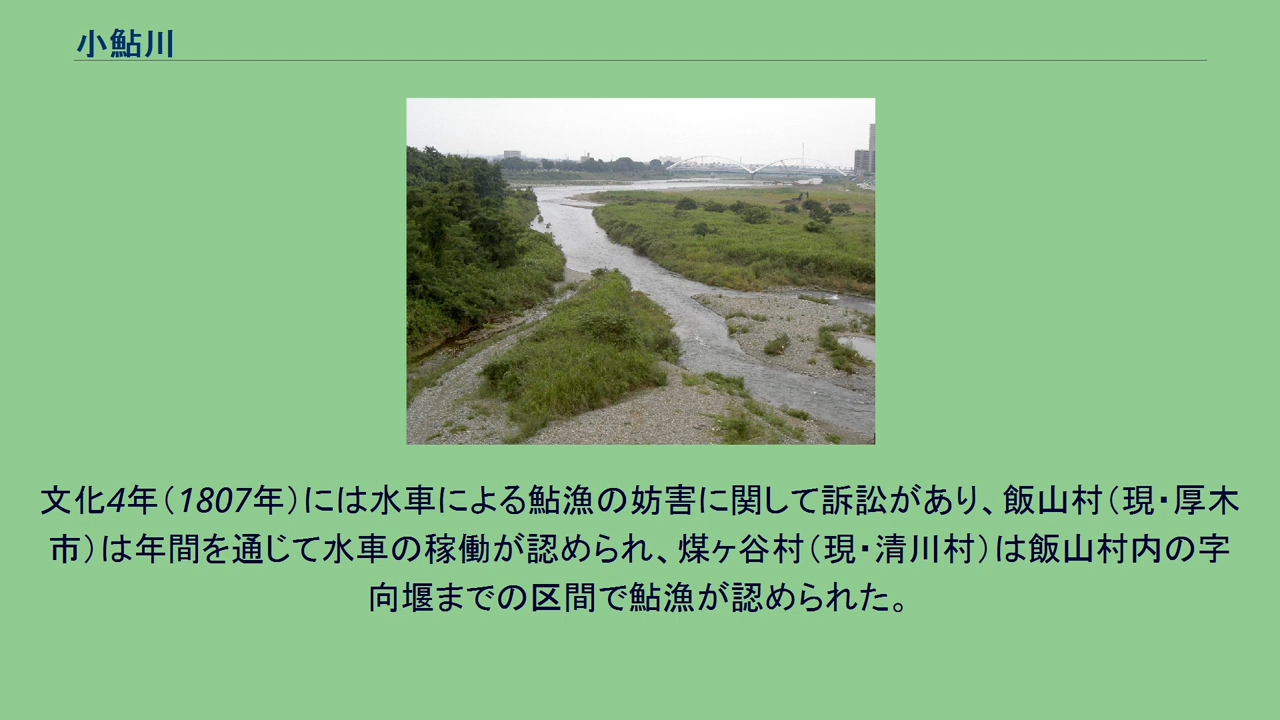 小鮎川
文化4年（1807年）には水車による鮎漁の妨害に関して訴訟があり、飯山村（現・厚木
市）は年間を通じて水車の稼働が認められ、煤ヶ谷村（現・清川村）は飯山村内の字
向堰までの区間で鮎漁が認められた。